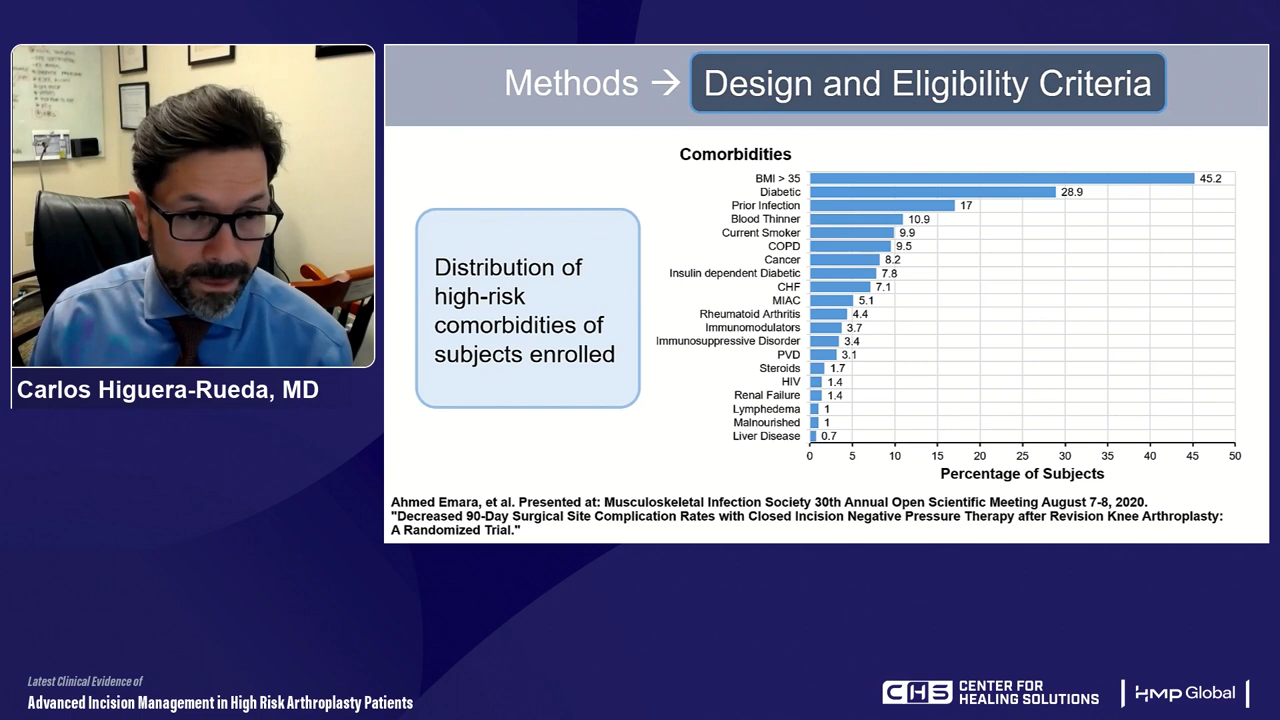 Methods → Design and Eligibility Criteria
Distribution of
high-risk
comorbidities of
subjects enrolled
Comorbidities
BMI > 35 45.2
Diabetic 28.9
Prior Infection 17
Blood Thinner 10.9
Current Smoker 9.9
COPD 9.5
Cancer 8.2
Insulin dependent Diabetic 7.8
CHF 7.1
MIAC 5.1
Rheumatoid Arthritis 4.4
Immunomodulators 3.7
Immunosuppressive Disorder 3.4
PVD 3.1
Steroids 1.7
HIV 1.4
Renal Failure 1.4
Lymphedema 1
Malnourished 1
Liver Disease 0.7
0 5 10 15 20 25 30 35 40 45 50
Percentage of Subjects
Ahmed Emara, et al. Presented at: Musculoskeletal Infection Society 30th Annual Open Scientific Meeting August 7-8, 2020.
"Decreased 90-Day Surgical Site Complication Rates with Closed Incision Negative Pressure Therapy after Revision Knee Arthroplasty:
A Randomized Trial."
Carlos Higuera-Rueda, MD
Latest Clinical Evidence of
Advanced Incision Management in High Risk Arthroplasty Patients
CHS CENTER FOR
HEALING SOLUTIONS
HMP Global